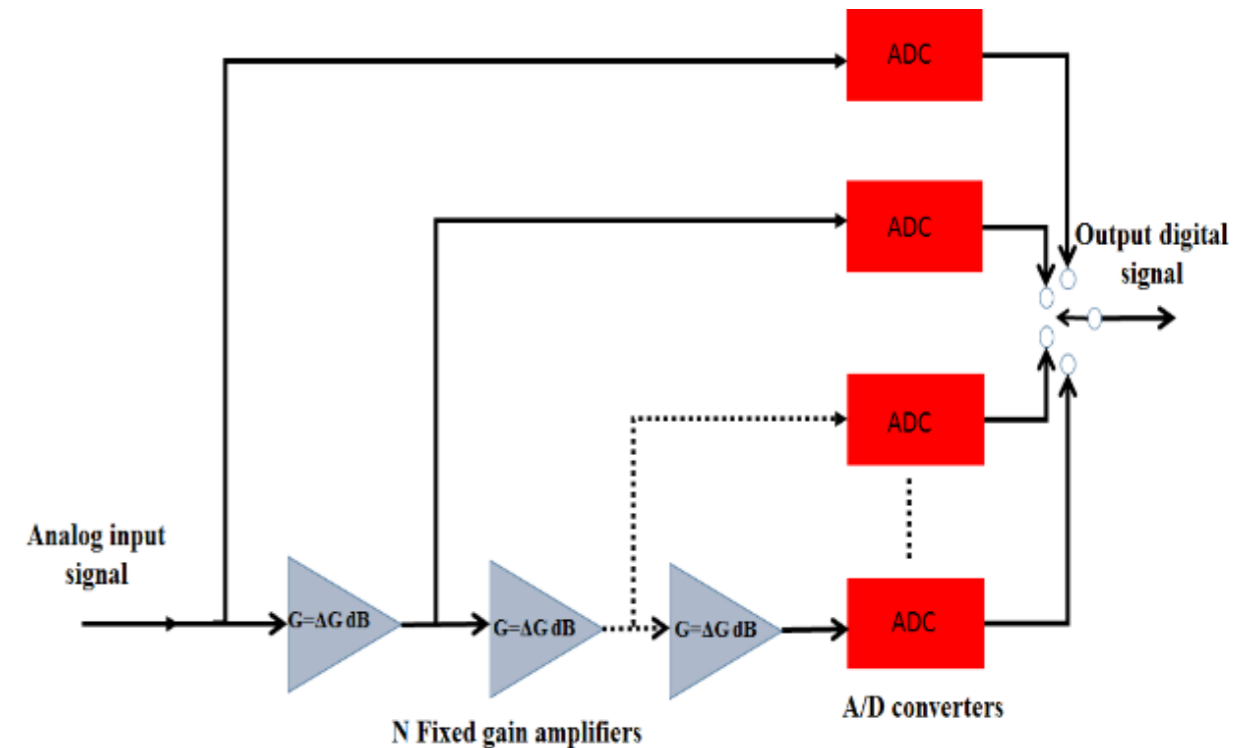 ADC
ADC
Output digital
signal
ADC
Analog input
signal
G=ΔG dB
G=ΔG dB
G=ΔG dB
ADC
A/D converters
N Fixed gain amplifiers